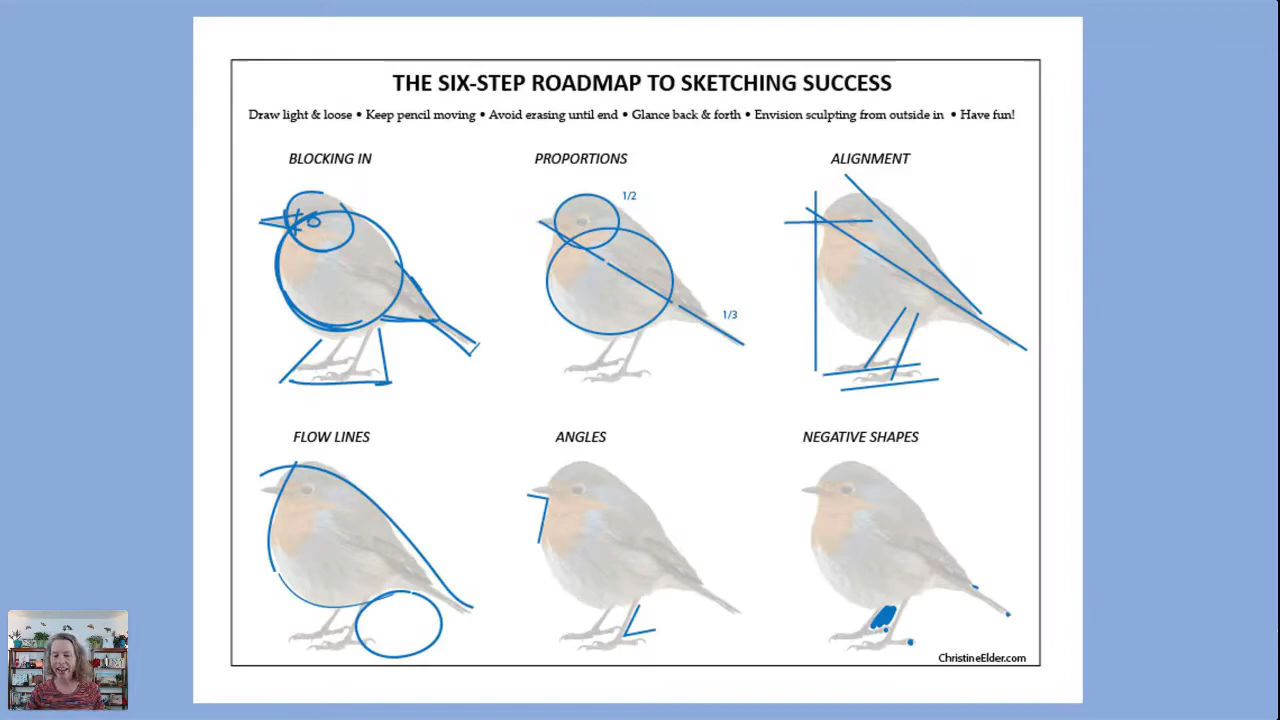 THE SIX-STEP ROADMAP TO SKETCHING SUCCESS
Draw light & loose • Keep pencil moving • Avoid erasing until end • Glance back & forth • Envision sculpting from outside in • Have fun!
BLOCKING IN
PROPORTIONS
ALIGNMENT
1/2
1/3
FLOW LINES
ANGLES
NEGATIVE SHAPES
ChristineElder.com